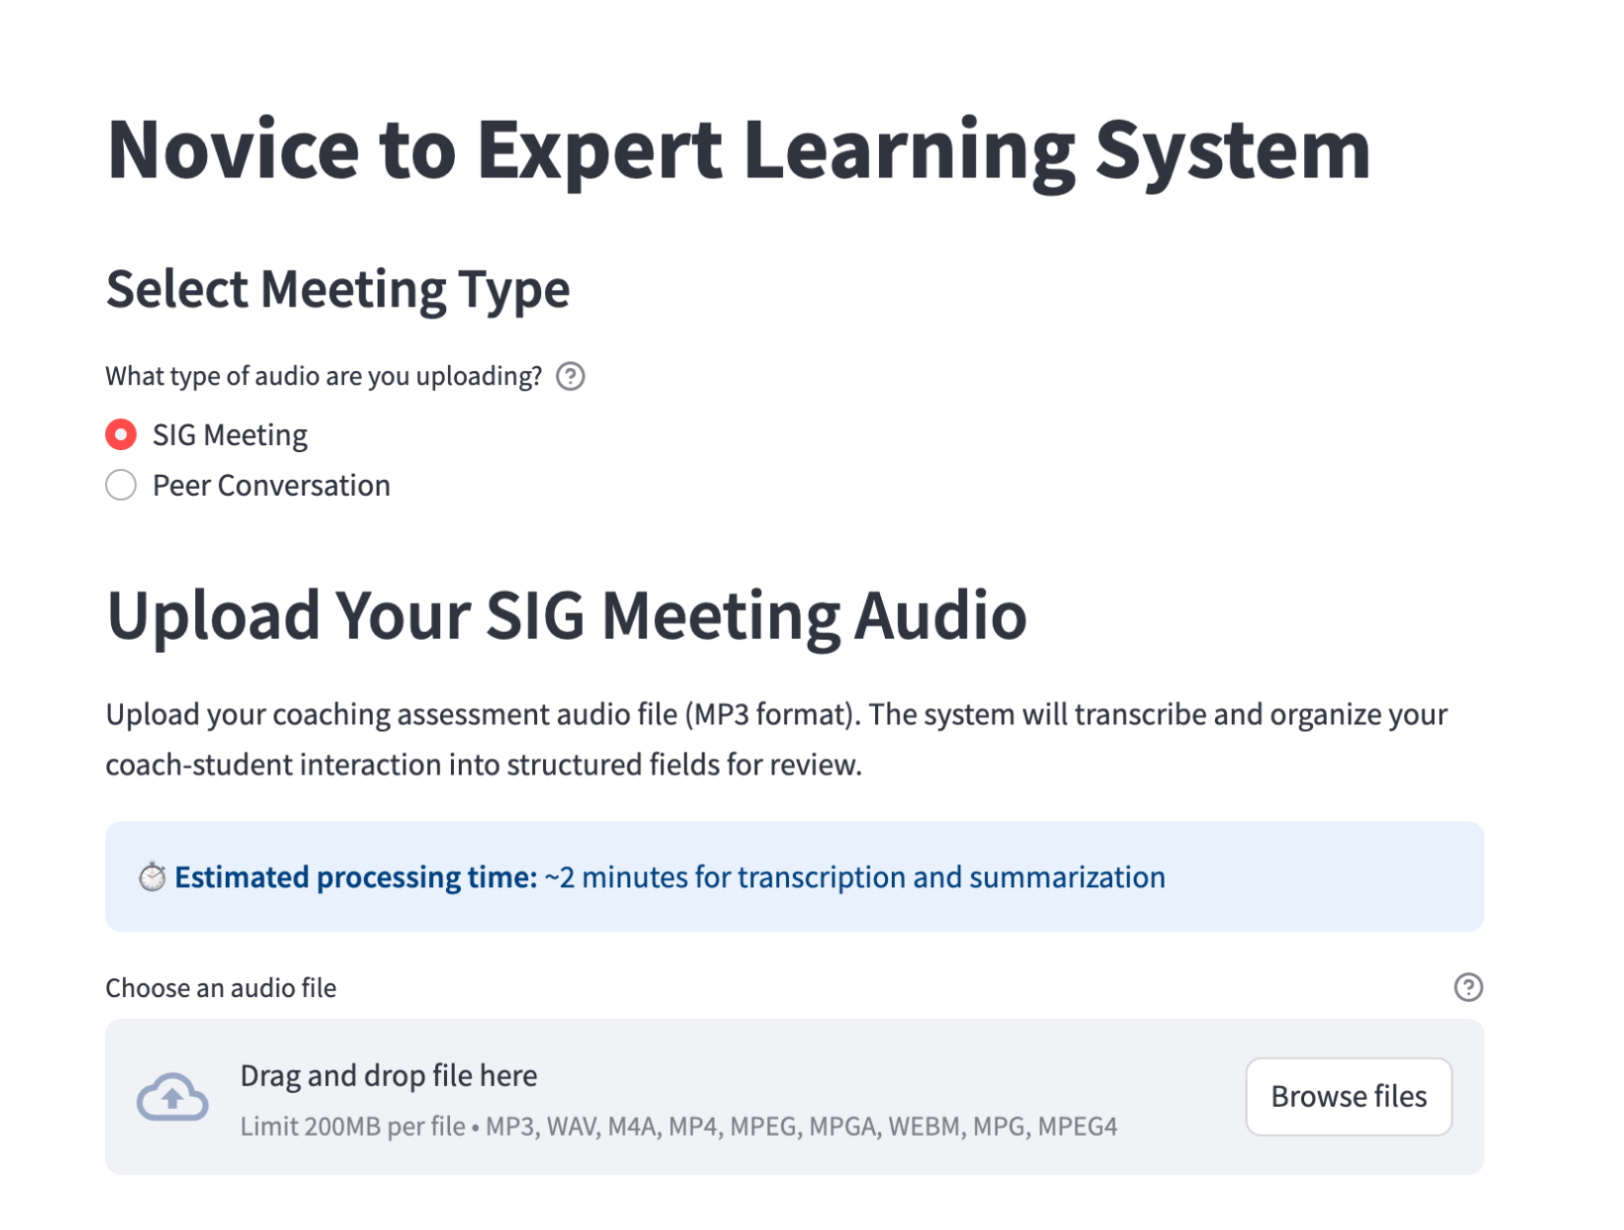 Novice to Expert Learning System
Select Meeting Type
What type of audio are you uploading? ?
SIG Meeting
Peer Conversation
Upload Your SIG Meeting Audio
Upload your coaching assessment audio file (MP3 format). The system will transcribe and organize your
coach-student interaction into structured fields for review.
⏱ Estimated processing time: ~2 minutes for transcription and summarization
Choose an audio file ?
Drag and drop file here
Limit 200MB per file • MP3, WAV, M4A, MP4, MPEG, MPGA, WEBM, MPG, MPEG4
Browse files